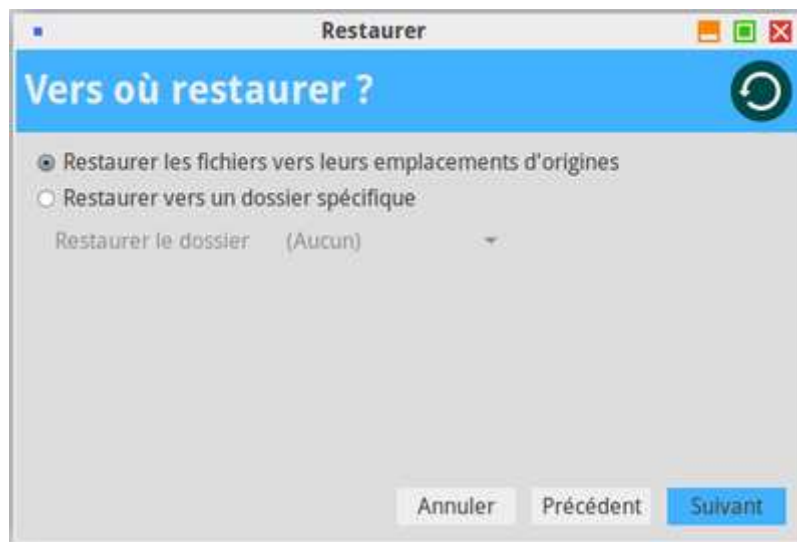 Restaurer
Vers où restaurer ?
Restaurer les fichiers vers leurs emplacements d'origines
Restaurer vers un dossier spécifique
Restaurer le dossier (Aucun)
Annuler Précédent Suivant